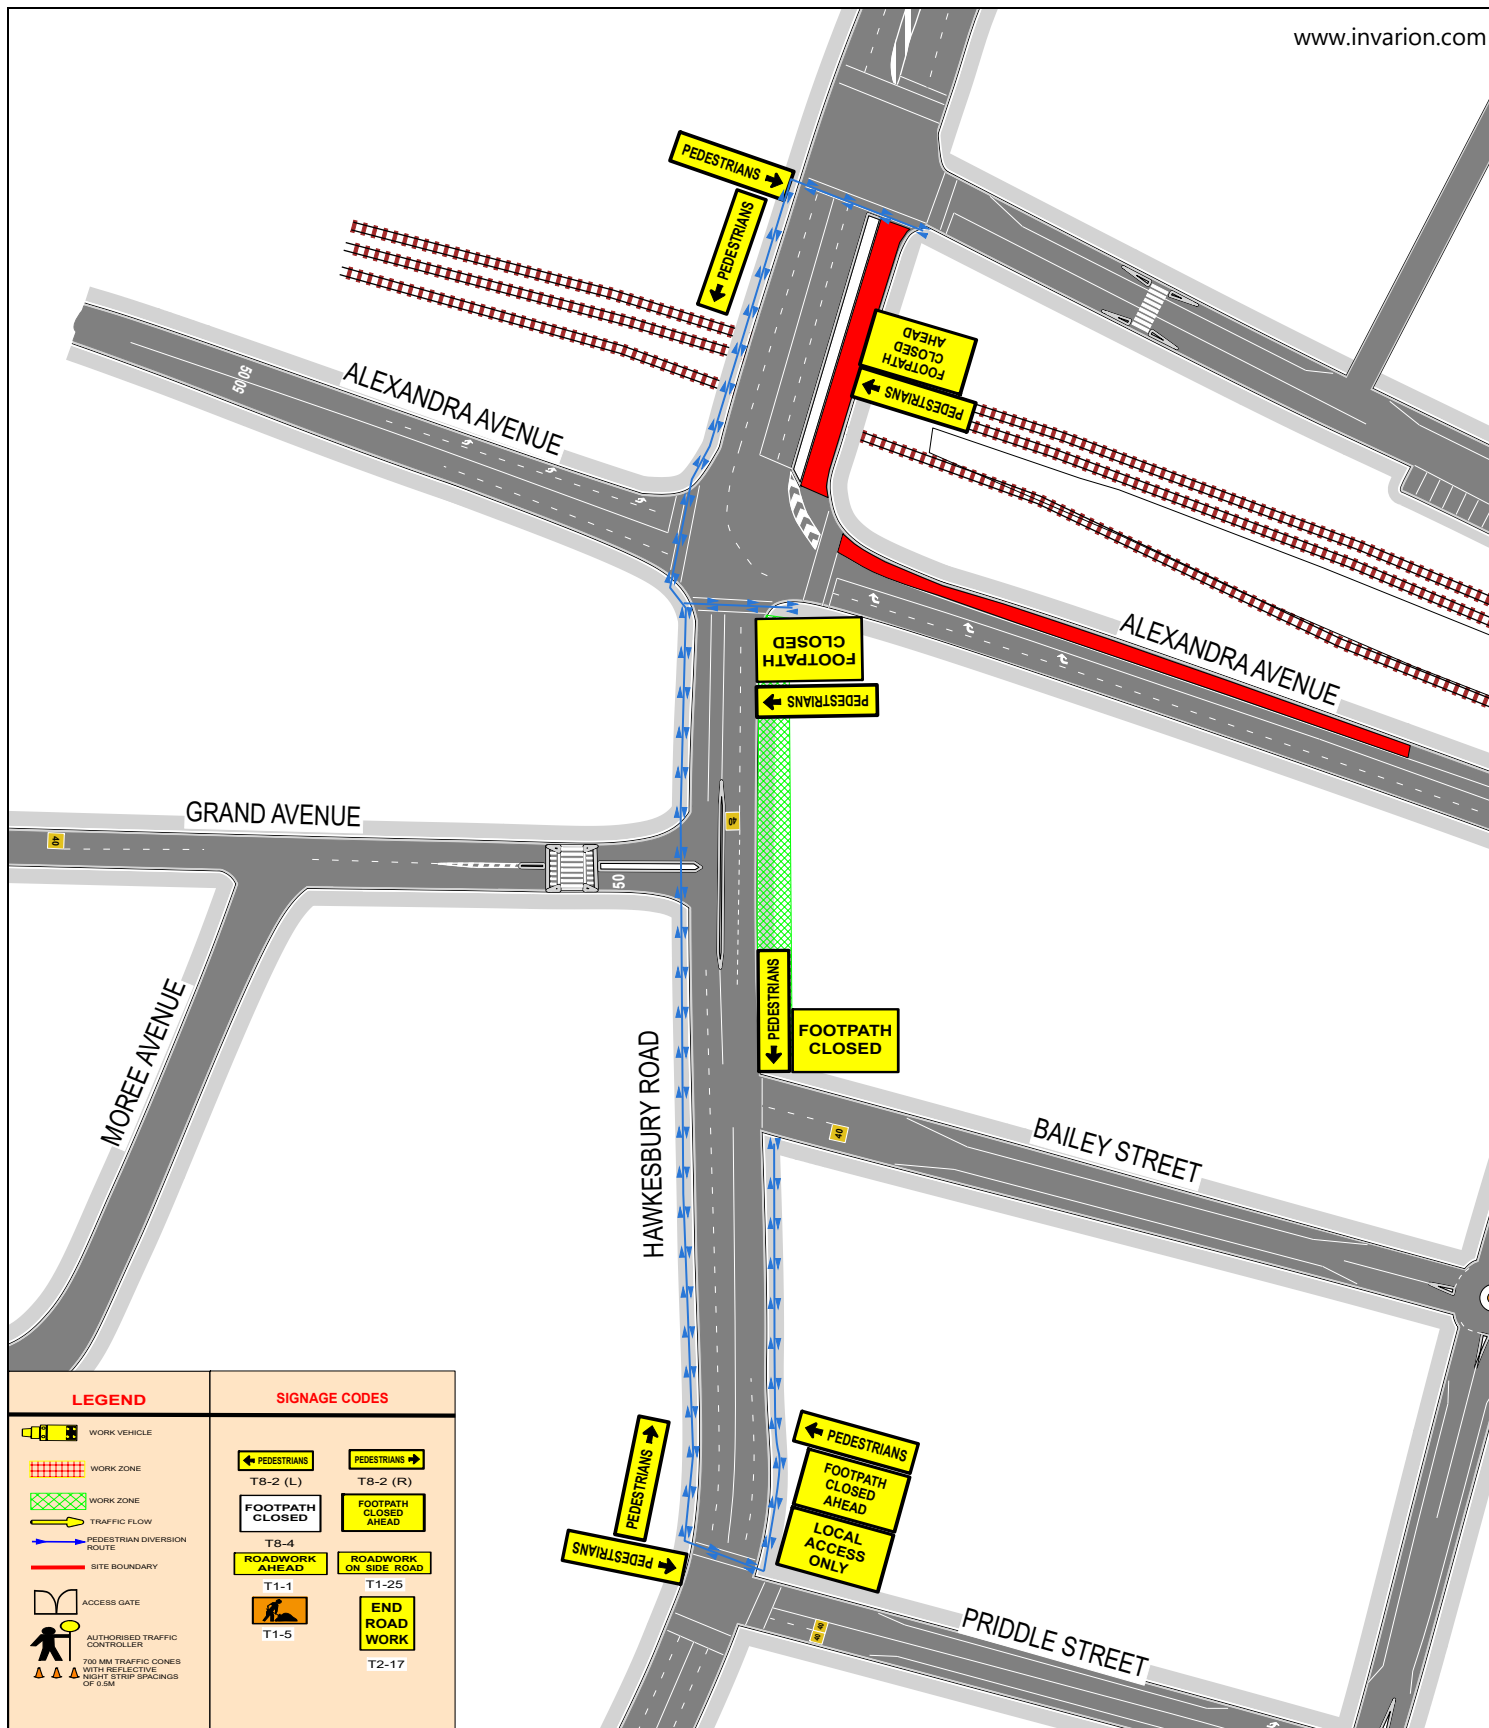 www.invarion.com
PEDESTRIANS
PEDESTRIANS
FOOTPATH
CLOSED
AHEAD
PEDESTRIANS
5009
ALEXANDRA AVENUE
ALEXANDRA AVENUE
FOOTPATH
CLOSED
PEDESTRIANS
GRAND AVENUE
40
40
50
PEDESTRIANS
FOOTPATH
CLOSED
MOREE AVENUE
HAWKESBURY ROAD
40
BAILEY STREET
PEDESTRIANS
PEDESTRIANS
PEDESTRIANS
FOOTPATH
CLOSED
AHEAD
LOCAL
ACCESS
ONLY
40
40
PRIDDLE STREET
LEGEND
WORK VEHICLE
WORK ZONE
WORK ZONE
TRAFFIC FLOW
PEDESTRIAN DIVERSION
ROUTE
SITE BOUNDARY
ACCESS GATE
AUTHORISED TRAFFIC
CONTROLLER
700 MM TRAFFIC CONES
WITH REFLECTIVE
NIGHT STRIP SPACINGS
OF 0.5M
SIGNAGE CODES
PEDESTRIANS
T8-2 (L)
PEDESTRIANS
T8-2 (R)
FOOTPATH
CLOSED
T8-4
FOOTPATH
CLOSED
AHEAD
ROADWORK
AHEAD
T1-1
ROADWORK
ON SIDE ROAD
T1-25
T1-5
END
ROAD
WORK
T2-17